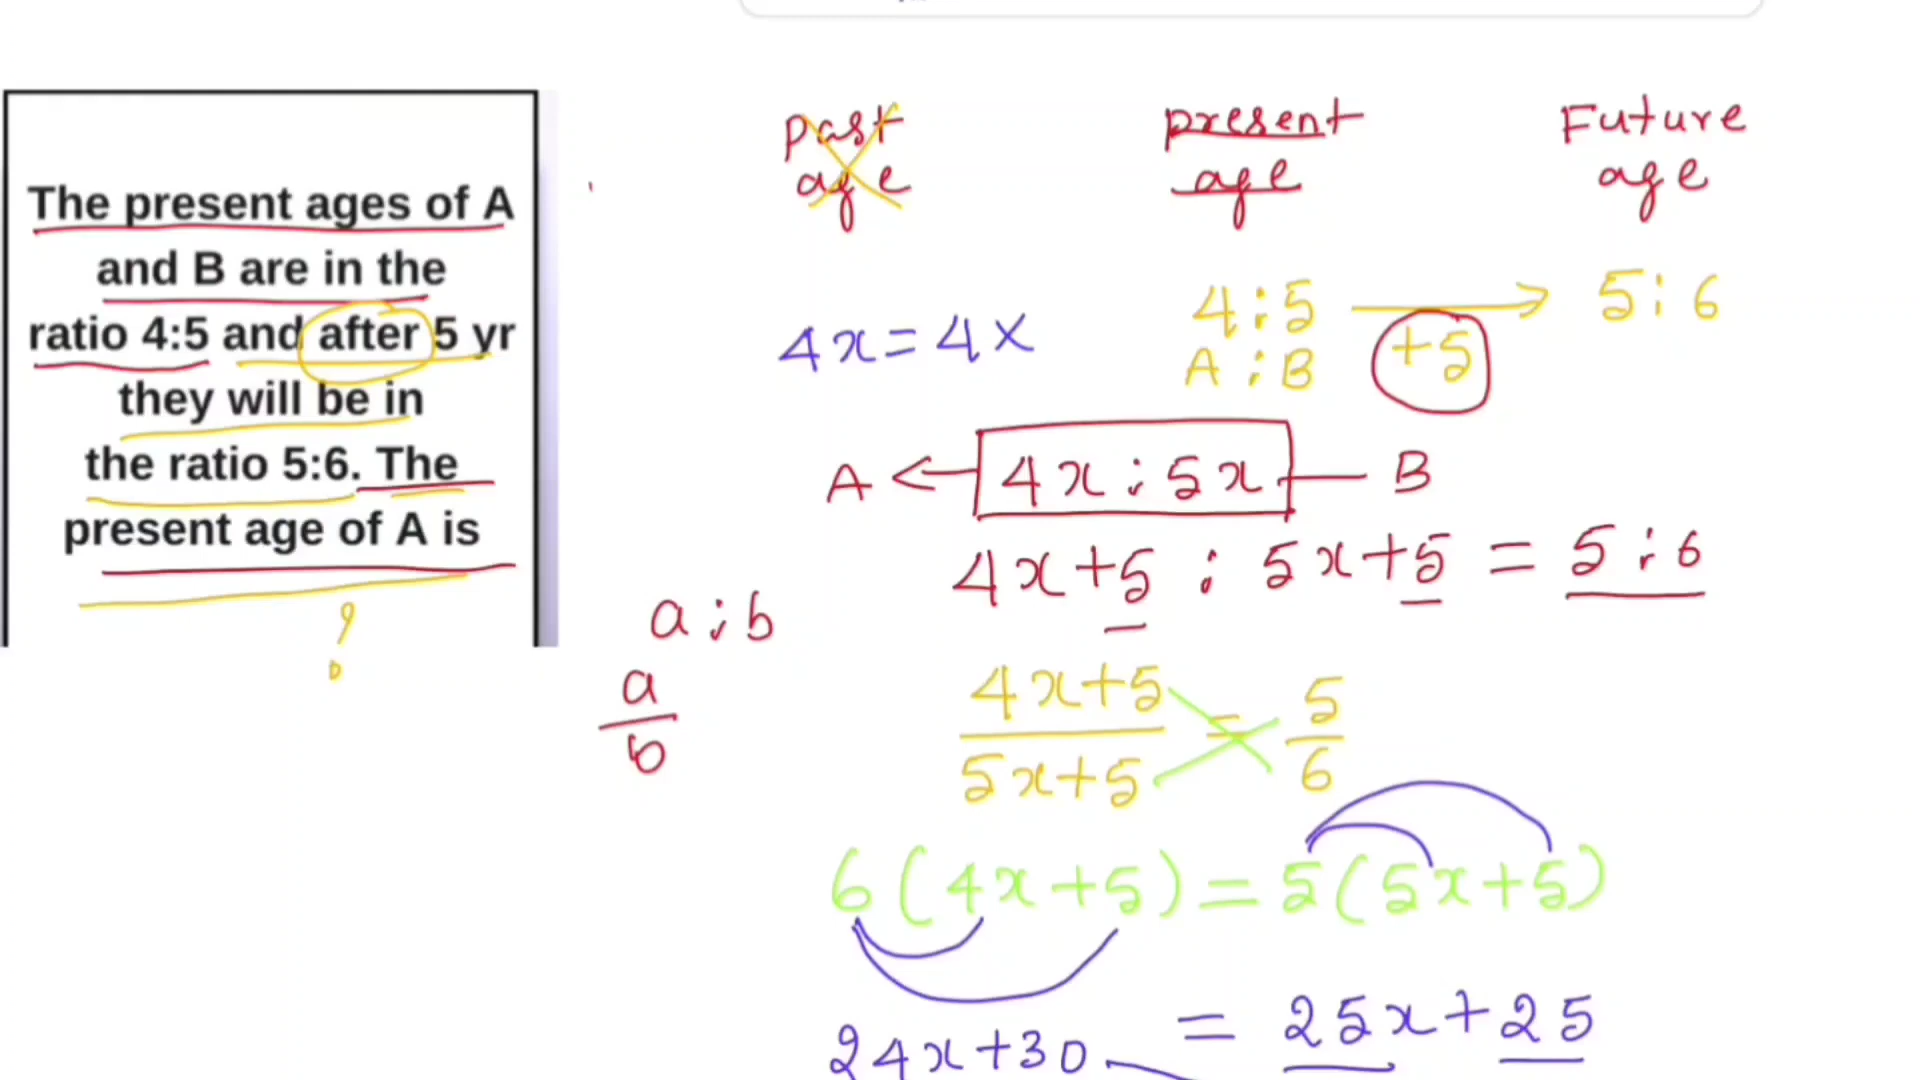 The present ages of A
and B are in the
ratio 4:5 and after 5 yr
they will be in
the ratio 5:6. The
present age of A is
?
past
age
present
age
Future
age
4:5
5:6
A:B
+5
4x=4x
A
4x:5x
B
4x+5 : 5x+5 = 5:6
a:b
a
b
4x+5
5x+5
=
5
6
6(4x+5)=5(5x+5)
24x+30 = 25x+25